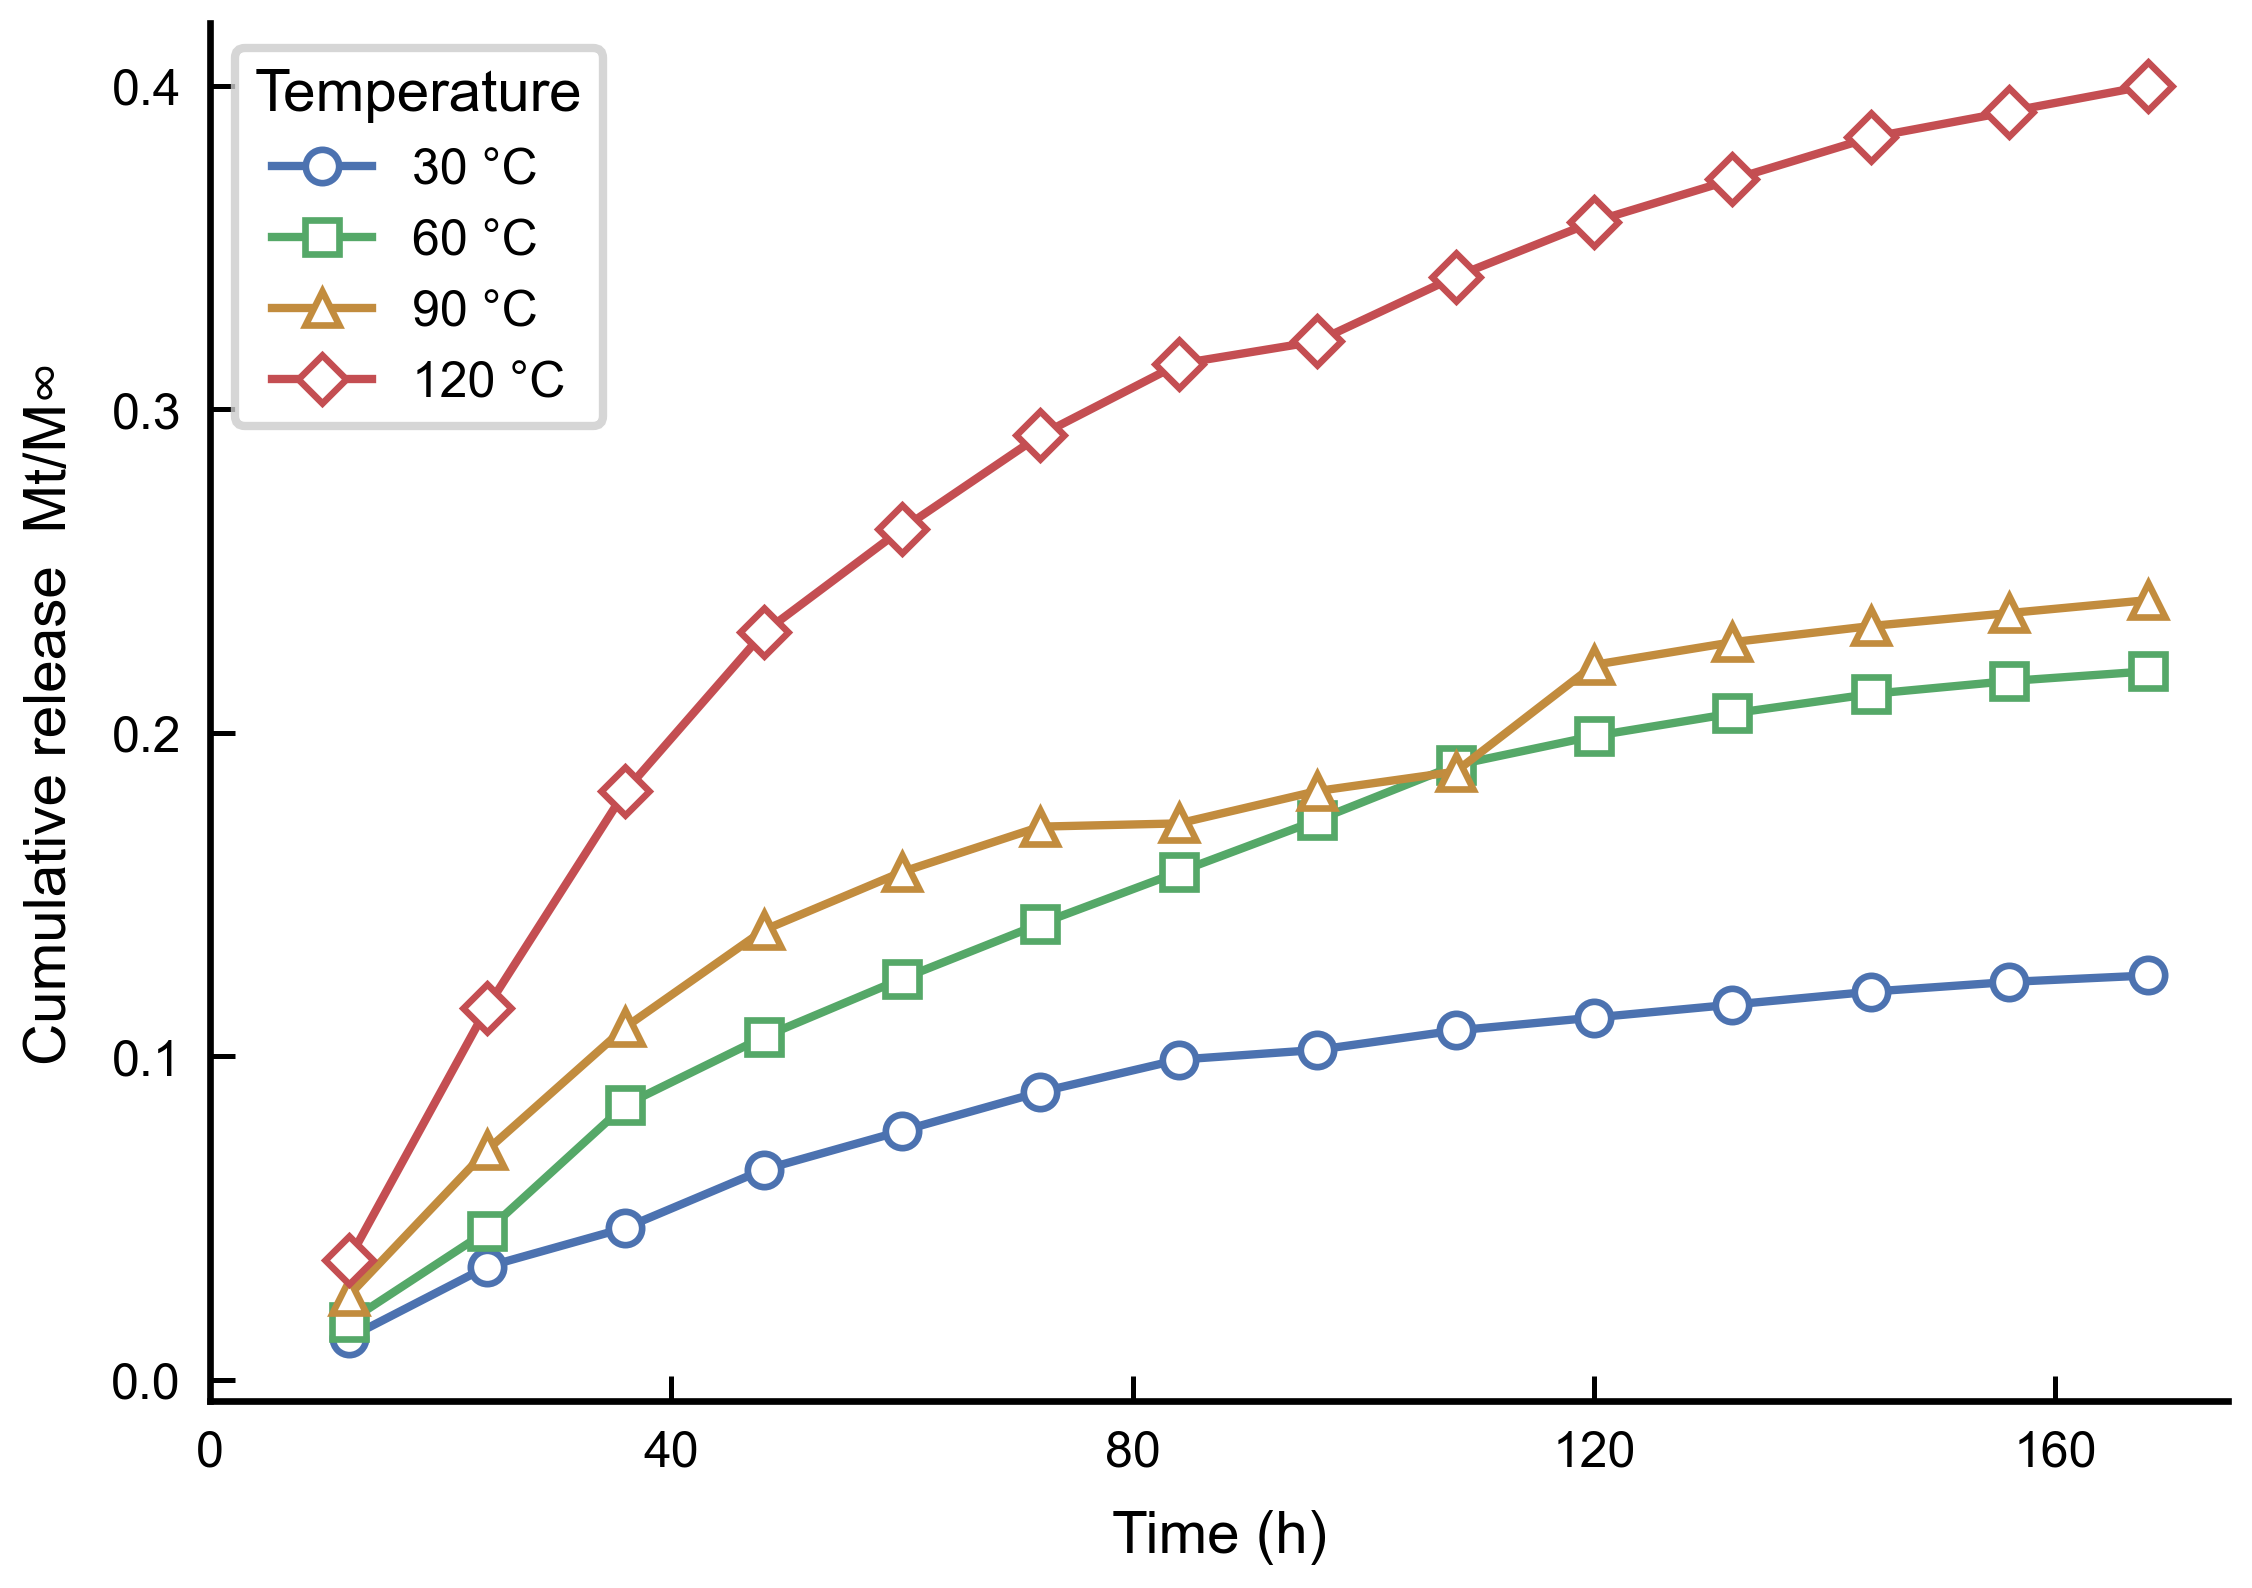 Temperature
30 °C
60 °C
90 °C
120 °C
Cumulative release Mt/M∞
0.4
0.3
0.2
0.1
0.0
0 40 80 120 160
Time (h)